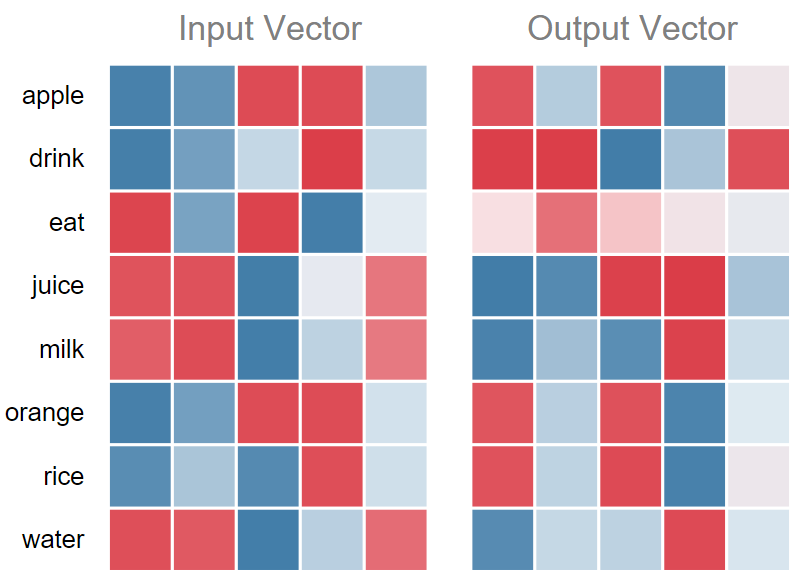 Input Vector Output Vector
apple
drink
eat
juice
milk
orange
rice
water